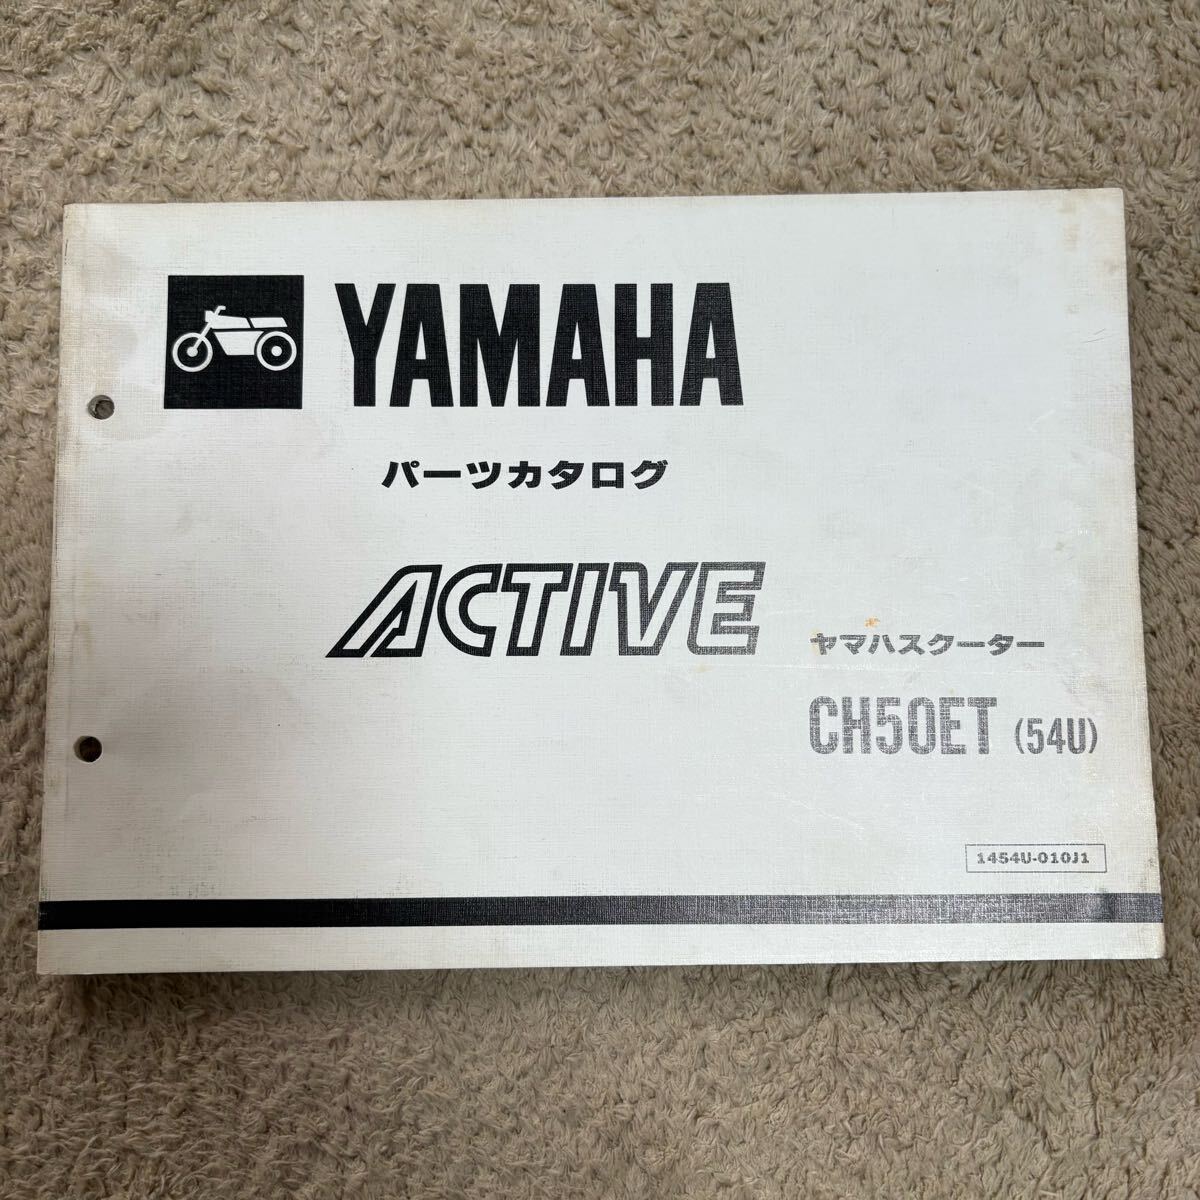 YAMAHA
パーツカタログ
ACTIVE
ヤマハスクーター
CH50ET (54U)
1454U-010J1